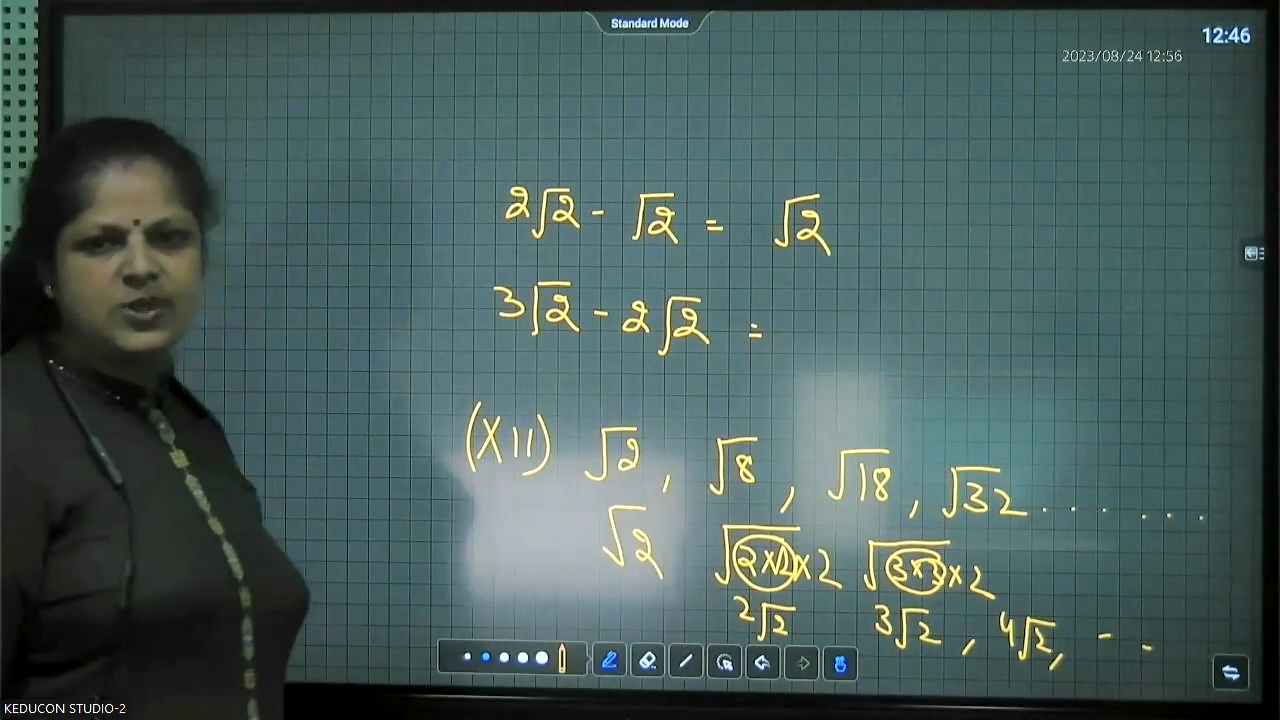 Standard Mode
12:46
2023/08/24 12:56
2√2 - √2 = √2
3√2 - 2√2 =
(XII) √2, √8, √18, √32 ........
√2 √2×2×2 √3×3×2
2√2 3√2, 4√2, - -
KEDUCON STUDIO-2